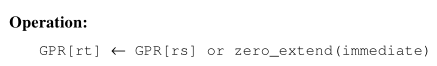 Operation:
GPR[rt] ← GPR[rs] or zero_extend(immediate)